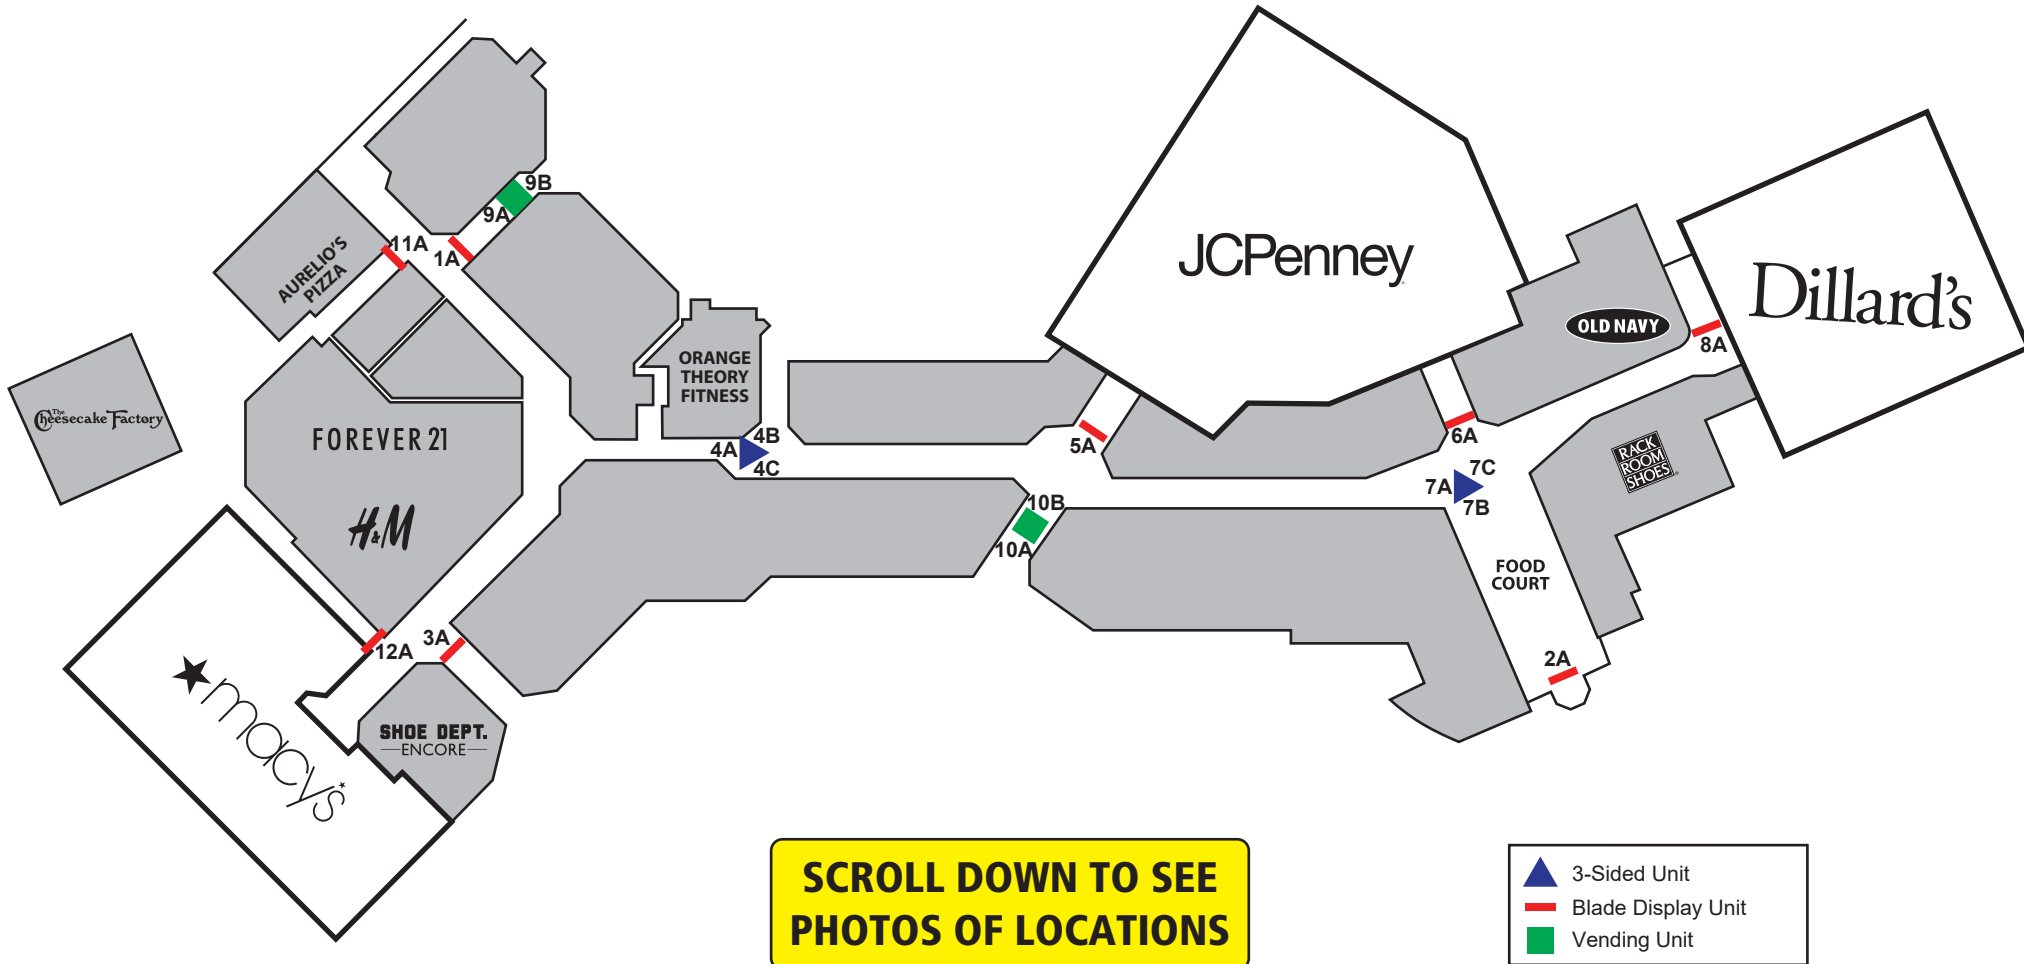 9B
9A
11A
1A
AURELIO'S
PIZZA
JCPenney
Dillard's
OLD NAVY
8A
ORANGE
THEORY
FITNESS
The
Cheesecake Factory
FOREVER 21
4B
4A
4C
5A
6A
RACK
ROOM
SHOES
7C
7A
7B
H&M
10B
10A
FOOD
COURT
3A
12A
2A
macy's
SHOE DEPT.
ENCORE
SCROLL DOWN TO SEE
PHOTOS OF LOCATIONS
3-Sided Unit
Blade Display Unit
Vending Unit